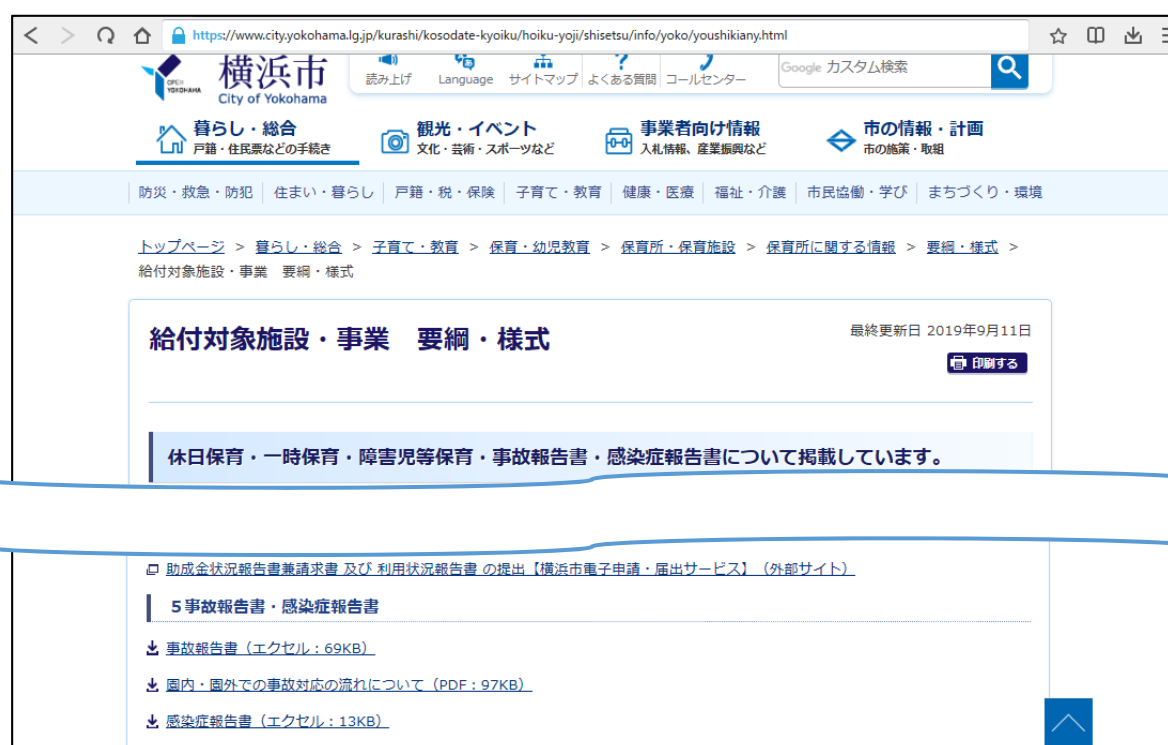 https://www.city.yokohama.lg.jp/kurashi/kosodate-kyoiku/hoiku-yoji/shisetsu/info/yoko/youshikiany.html
OPEN YOKOHAMA
横浜市
City of Yokohama
読み上げ Language サイトマップ よくある質問 コールセンター
Google カスタム検索
暮らし・総合
戸籍・住民票などの手続き
観光・イベント
文化・芸術・スポーツなど
事業者向け情報
入札情報、産業振興など
市の情報・計画
市の施策・取組
防災・救急・防犯 住まい・暮らし 戸籍・税・保険 子育て・教育 健康・医療 福祉・介護 市民協働・学び まちづくり・環境
トップページ > 暮らし・総合 > 子育て・教育 > 保育・幼児教育 > 保育所・保育施設 > 保育所に関する情報 > 要綱・様式 >
給付対象施設・事業 要綱・様式
給付対象施設・事業 要綱・様式
最終更新日 2019年9月11日
印刷する
休日保育・一時保育・障害児等保育・事故報告書・感染症報告書について掲載しています。
助成金状況報告書兼請求書 及び 利用状況報告書 の提出【横浜市電子申請・届出サービス】（外部サイト）
5事故報告書・感染症報告書
事故報告書（エクセル：69KB）
園内・園外での事故対応の流れについて（PDF：97KB）
感染症報告書（エクセル：13KB）